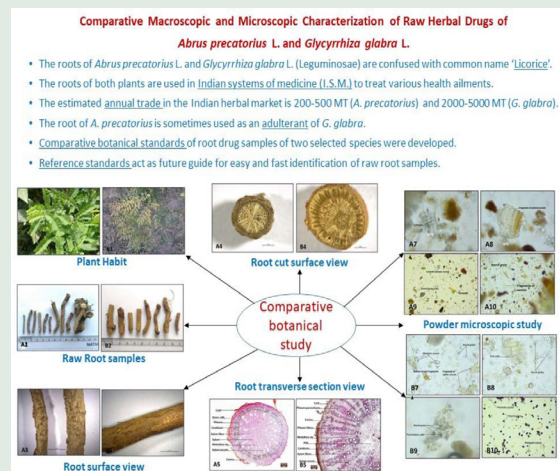 Comparative Macroscopic and Microscopic Characterization of Raw Herbal Drugs of
Abrus precatorius L. and Glycyrrhiza glabra L.
• The roots of Abrus precatorius L. and Glycyrrhiza glabra L. (Leguminosae) are confused with common name ‘Licorice’.
• The roots of both plants are used in Indian systems of medicine (I.S.M.) to treat various health ailments.
• The estimated annual trade in the Indian herbal market is 200-500 MT (A. precatorius) and 2000-5000 MT (G. glabra).
• The root of A. precatorius is sometimes used as an adulterant of G. glabra.
• Comparative botanical standards of root drug samples of two selected species were developed.
• Reference standards act as future guide for easy and fast identification of raw root samples.
Plant Habit
A4
B4
Root cut surface view
A7
A8
A9
A10
Powder microscopic study
A1
B2
Raw Root samples
Comparative
botanical
study
B7
B8
B9
B10
A3
Root surface view
Root transverse section view
A5
B5